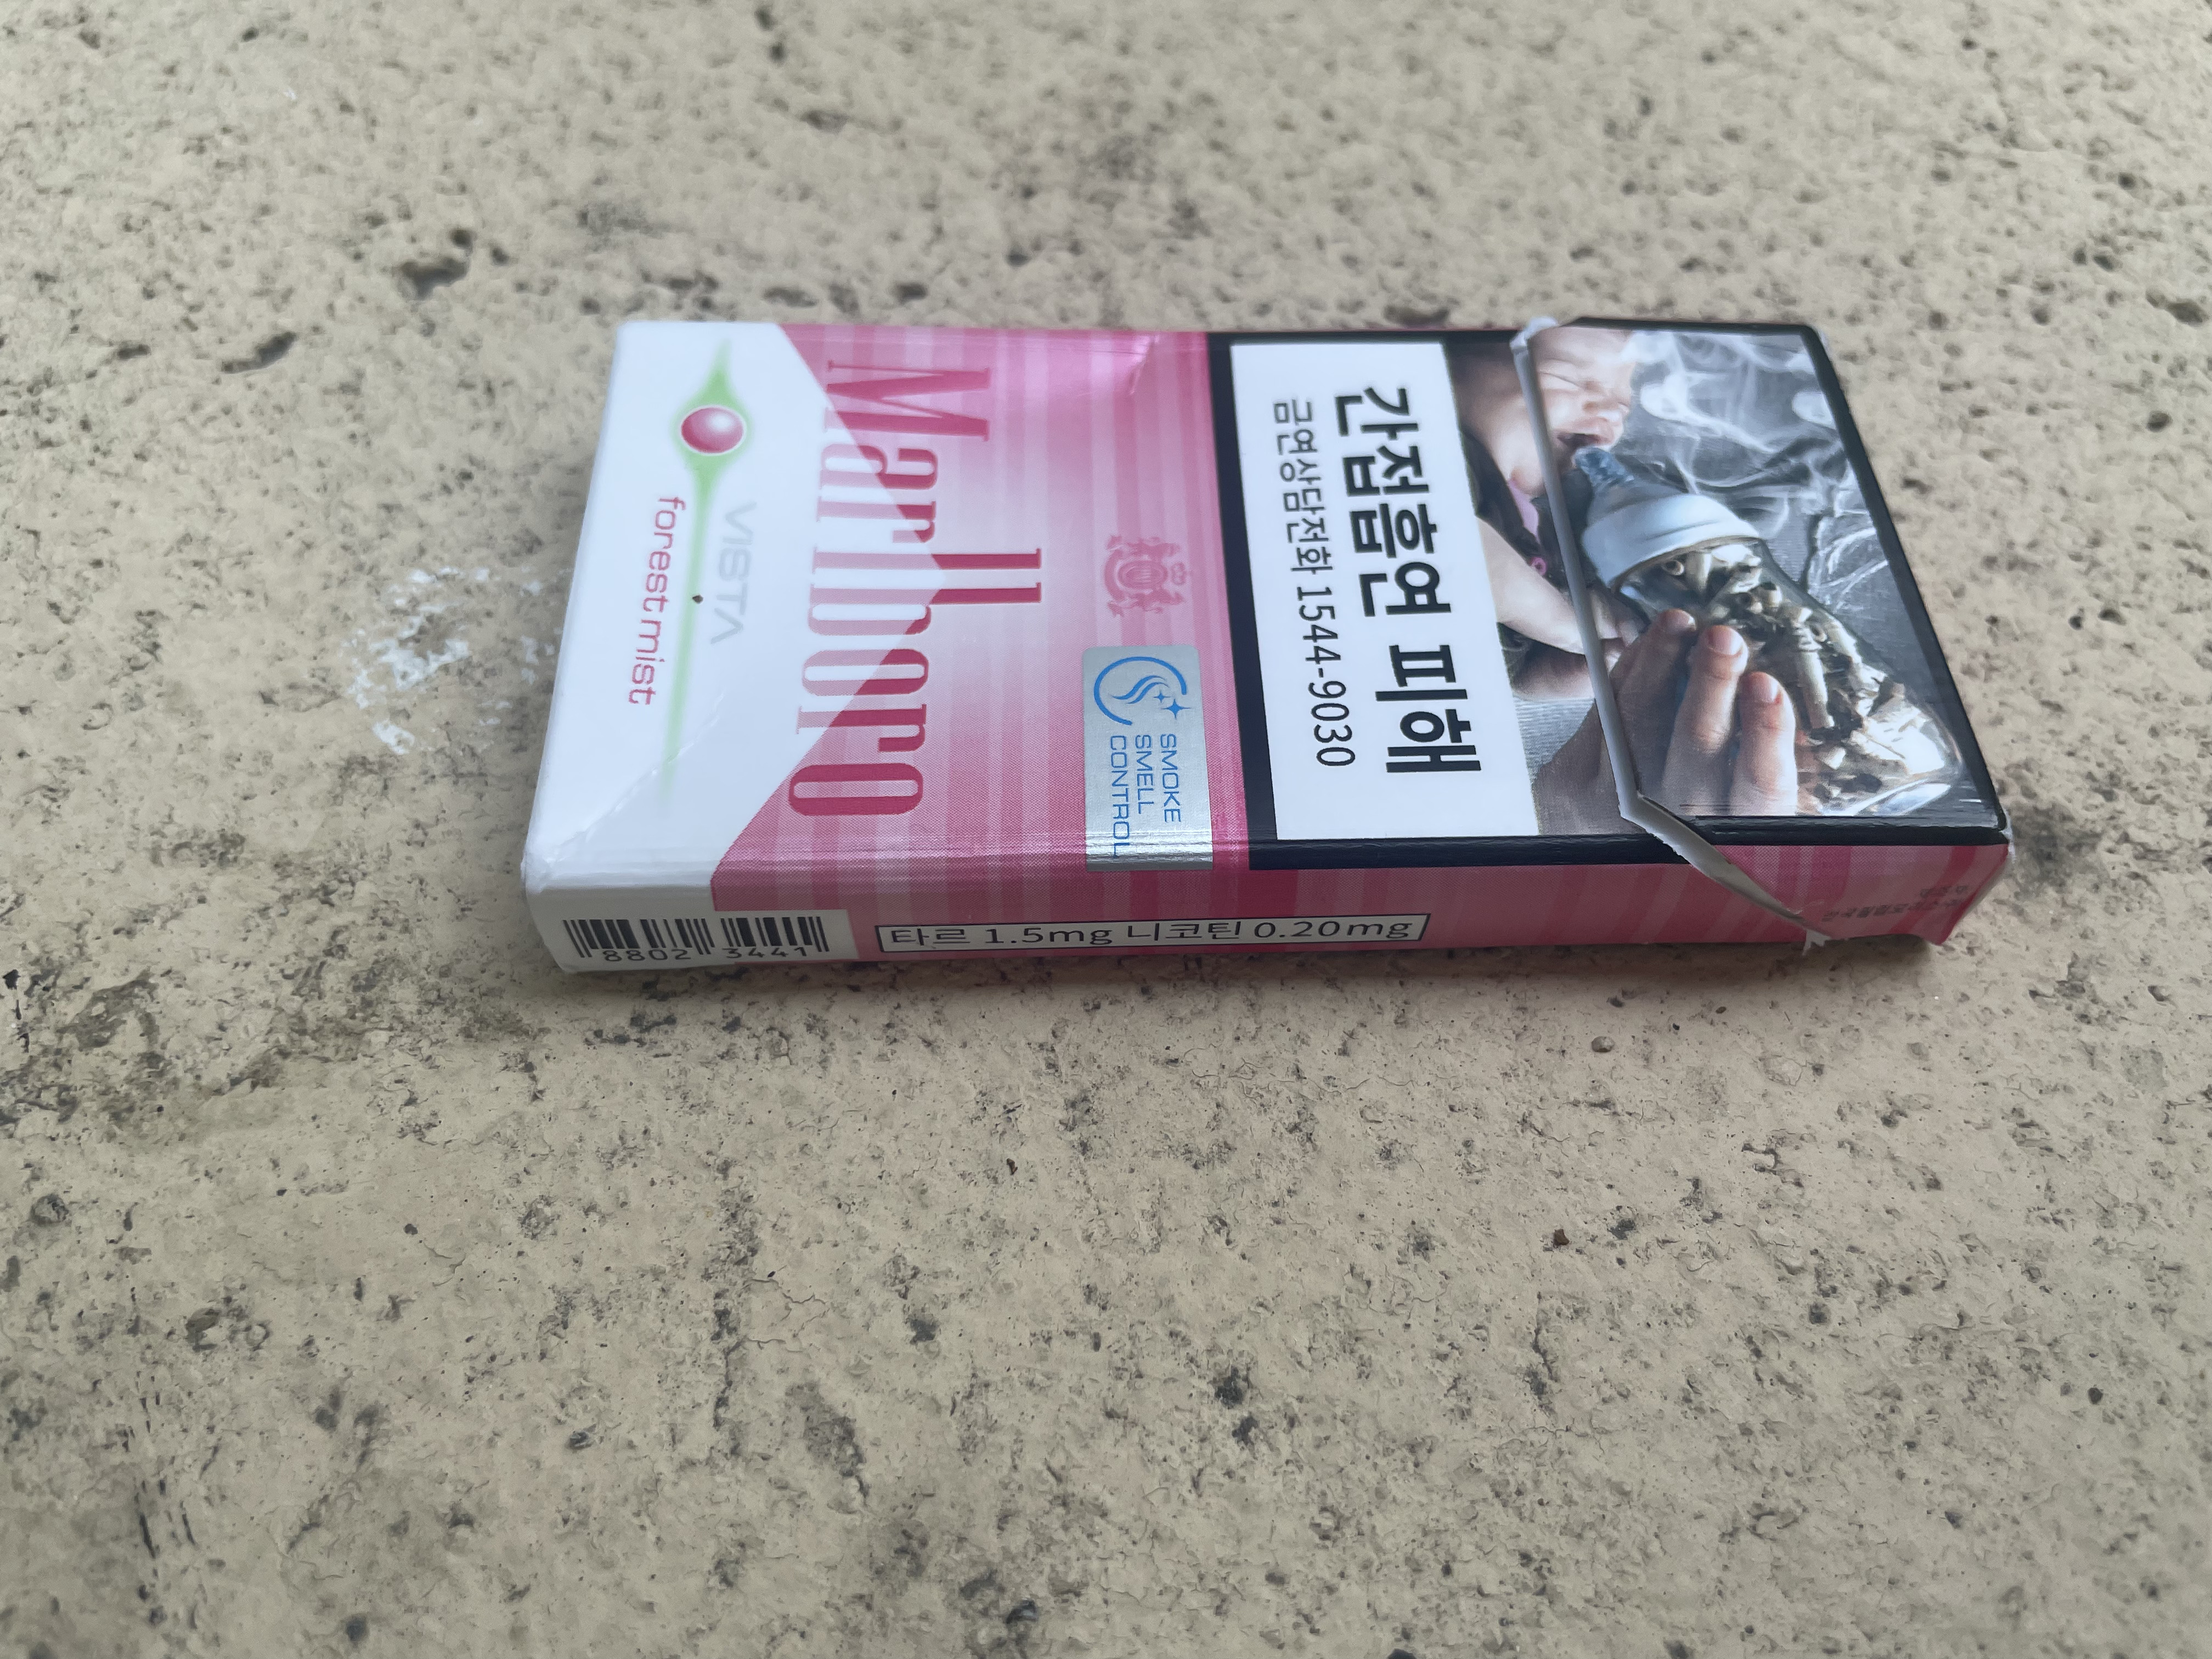 간접흡연 피해
금연상담전화 1544-9030
SMOKE
SMELL
CONTROL
Marlboro
VISTA
forest mist
타르 1.5mg 니코틴 0.20mg
8802 3441